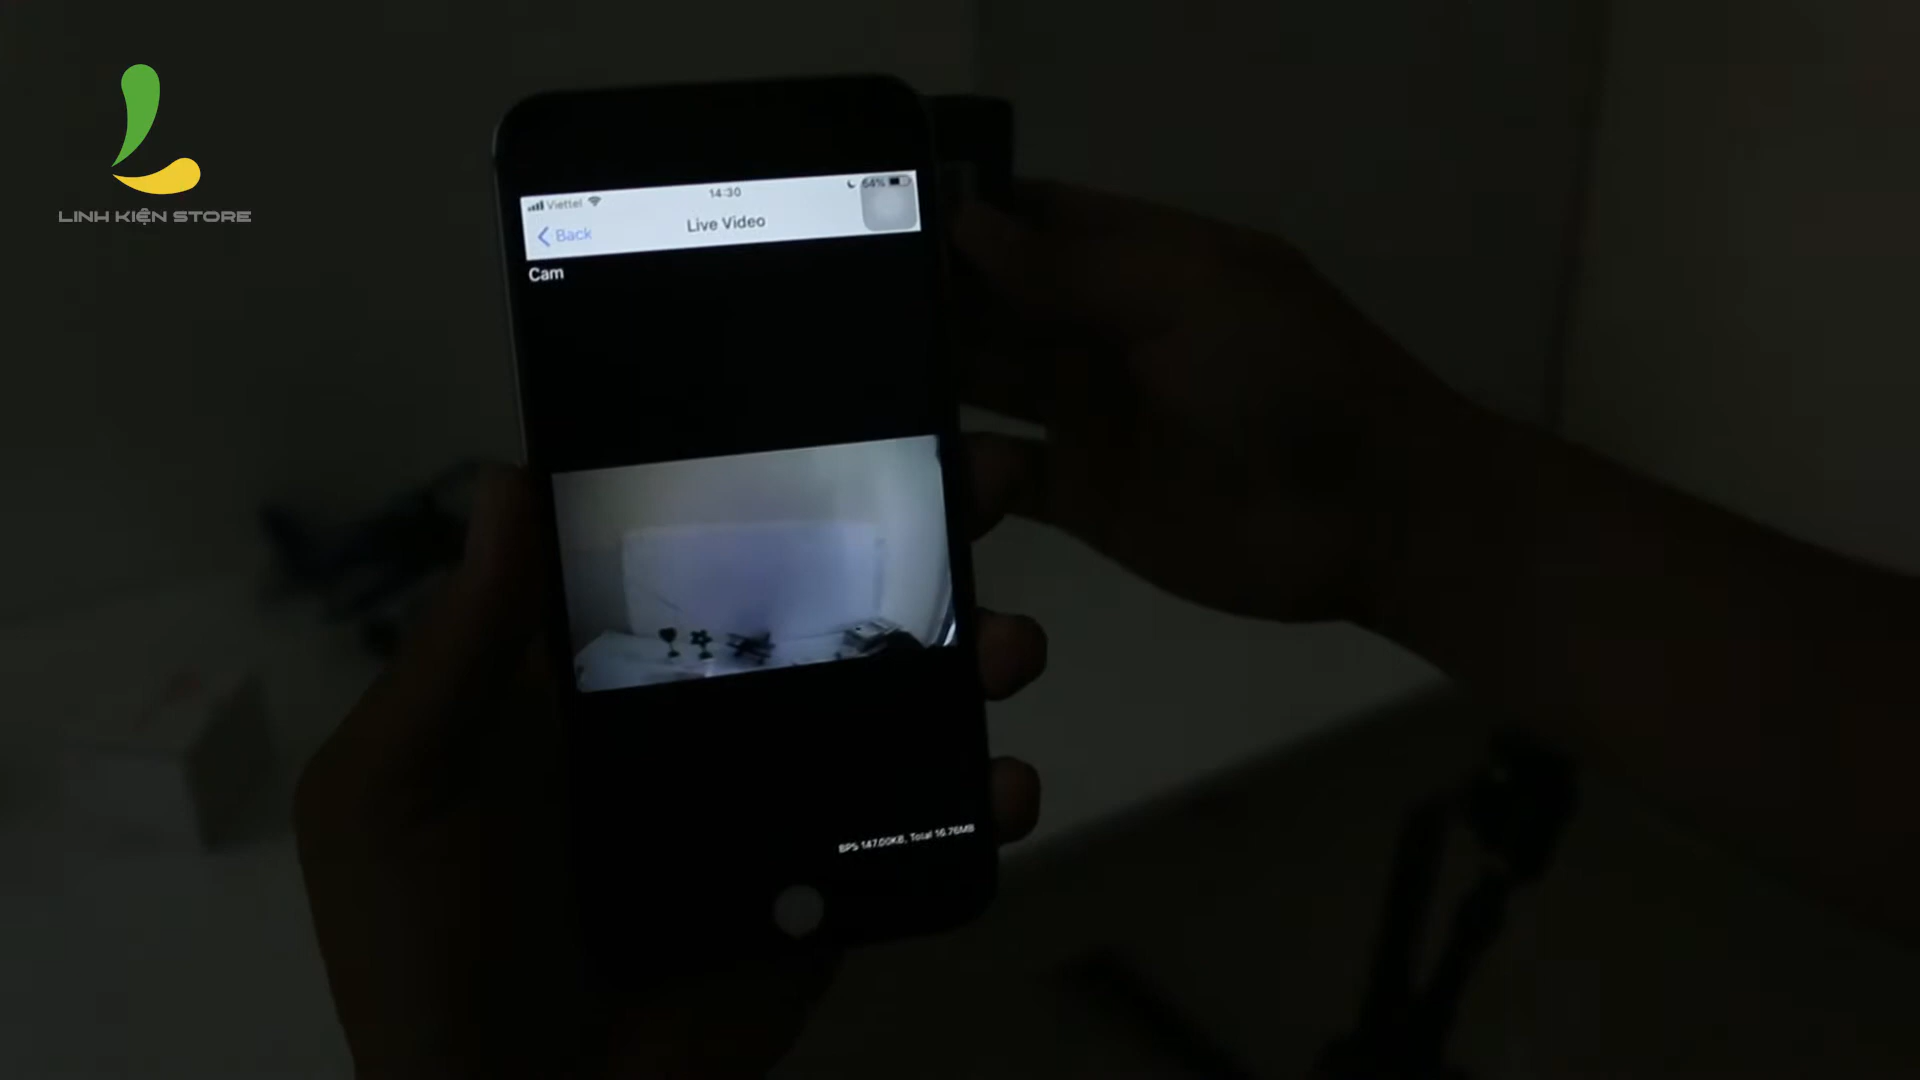 LINH KIỆN STORE
Viettel
14:30
64%
Back
Live Video
Cam
BPS 147.00KB, Total 16.76MB